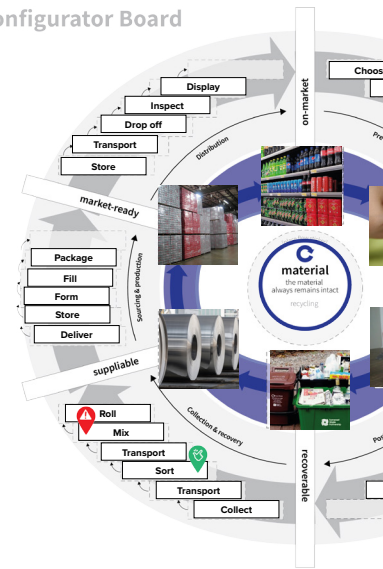 onfigurator Board
Display
Inspect
Drop off
Transport
Store
Choos
on-market
Distribution
Pre
market-ready
Package
Fill
Form
Store
Deliver
Sourcing & production
material
the material
always remains intact
recycling
suppliable
Roll
Mix
Transport
Sort
Transport
Collect
Collection & recovery
recoverable